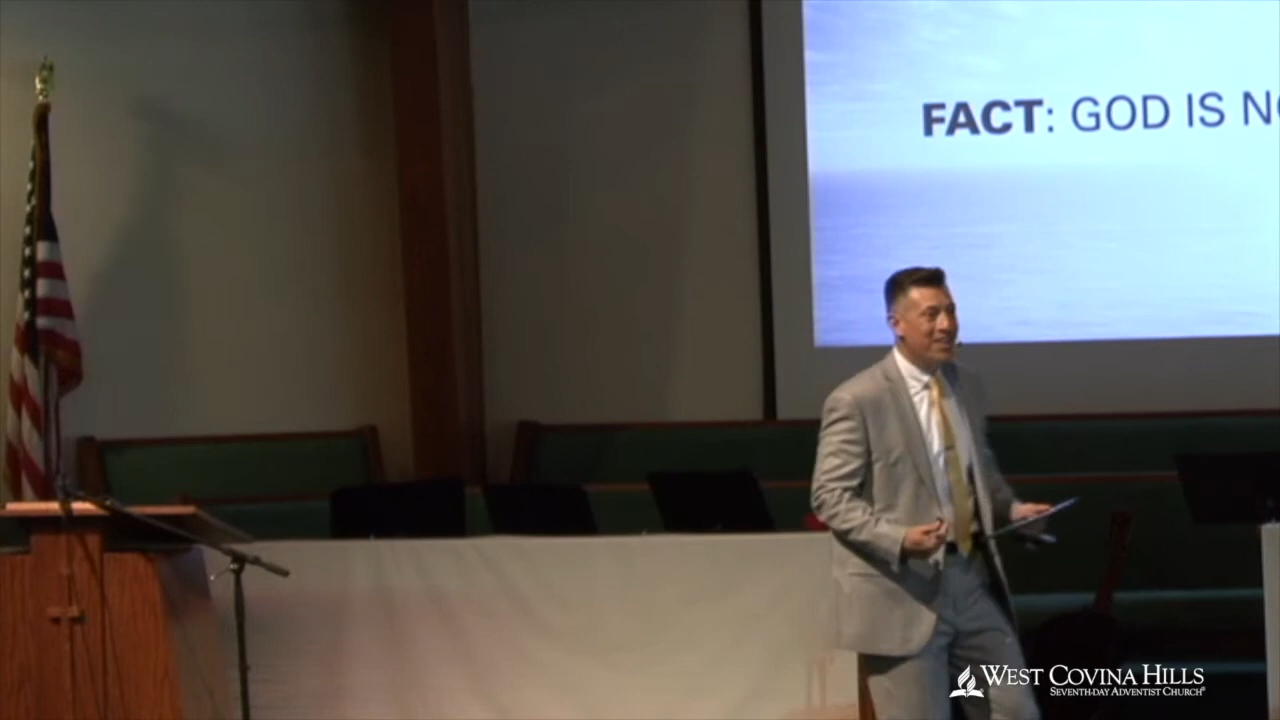 FACT: GOD IS
WEST COVINA HILLS
SEVENTH-DAY ADVENTIST CHURCH®